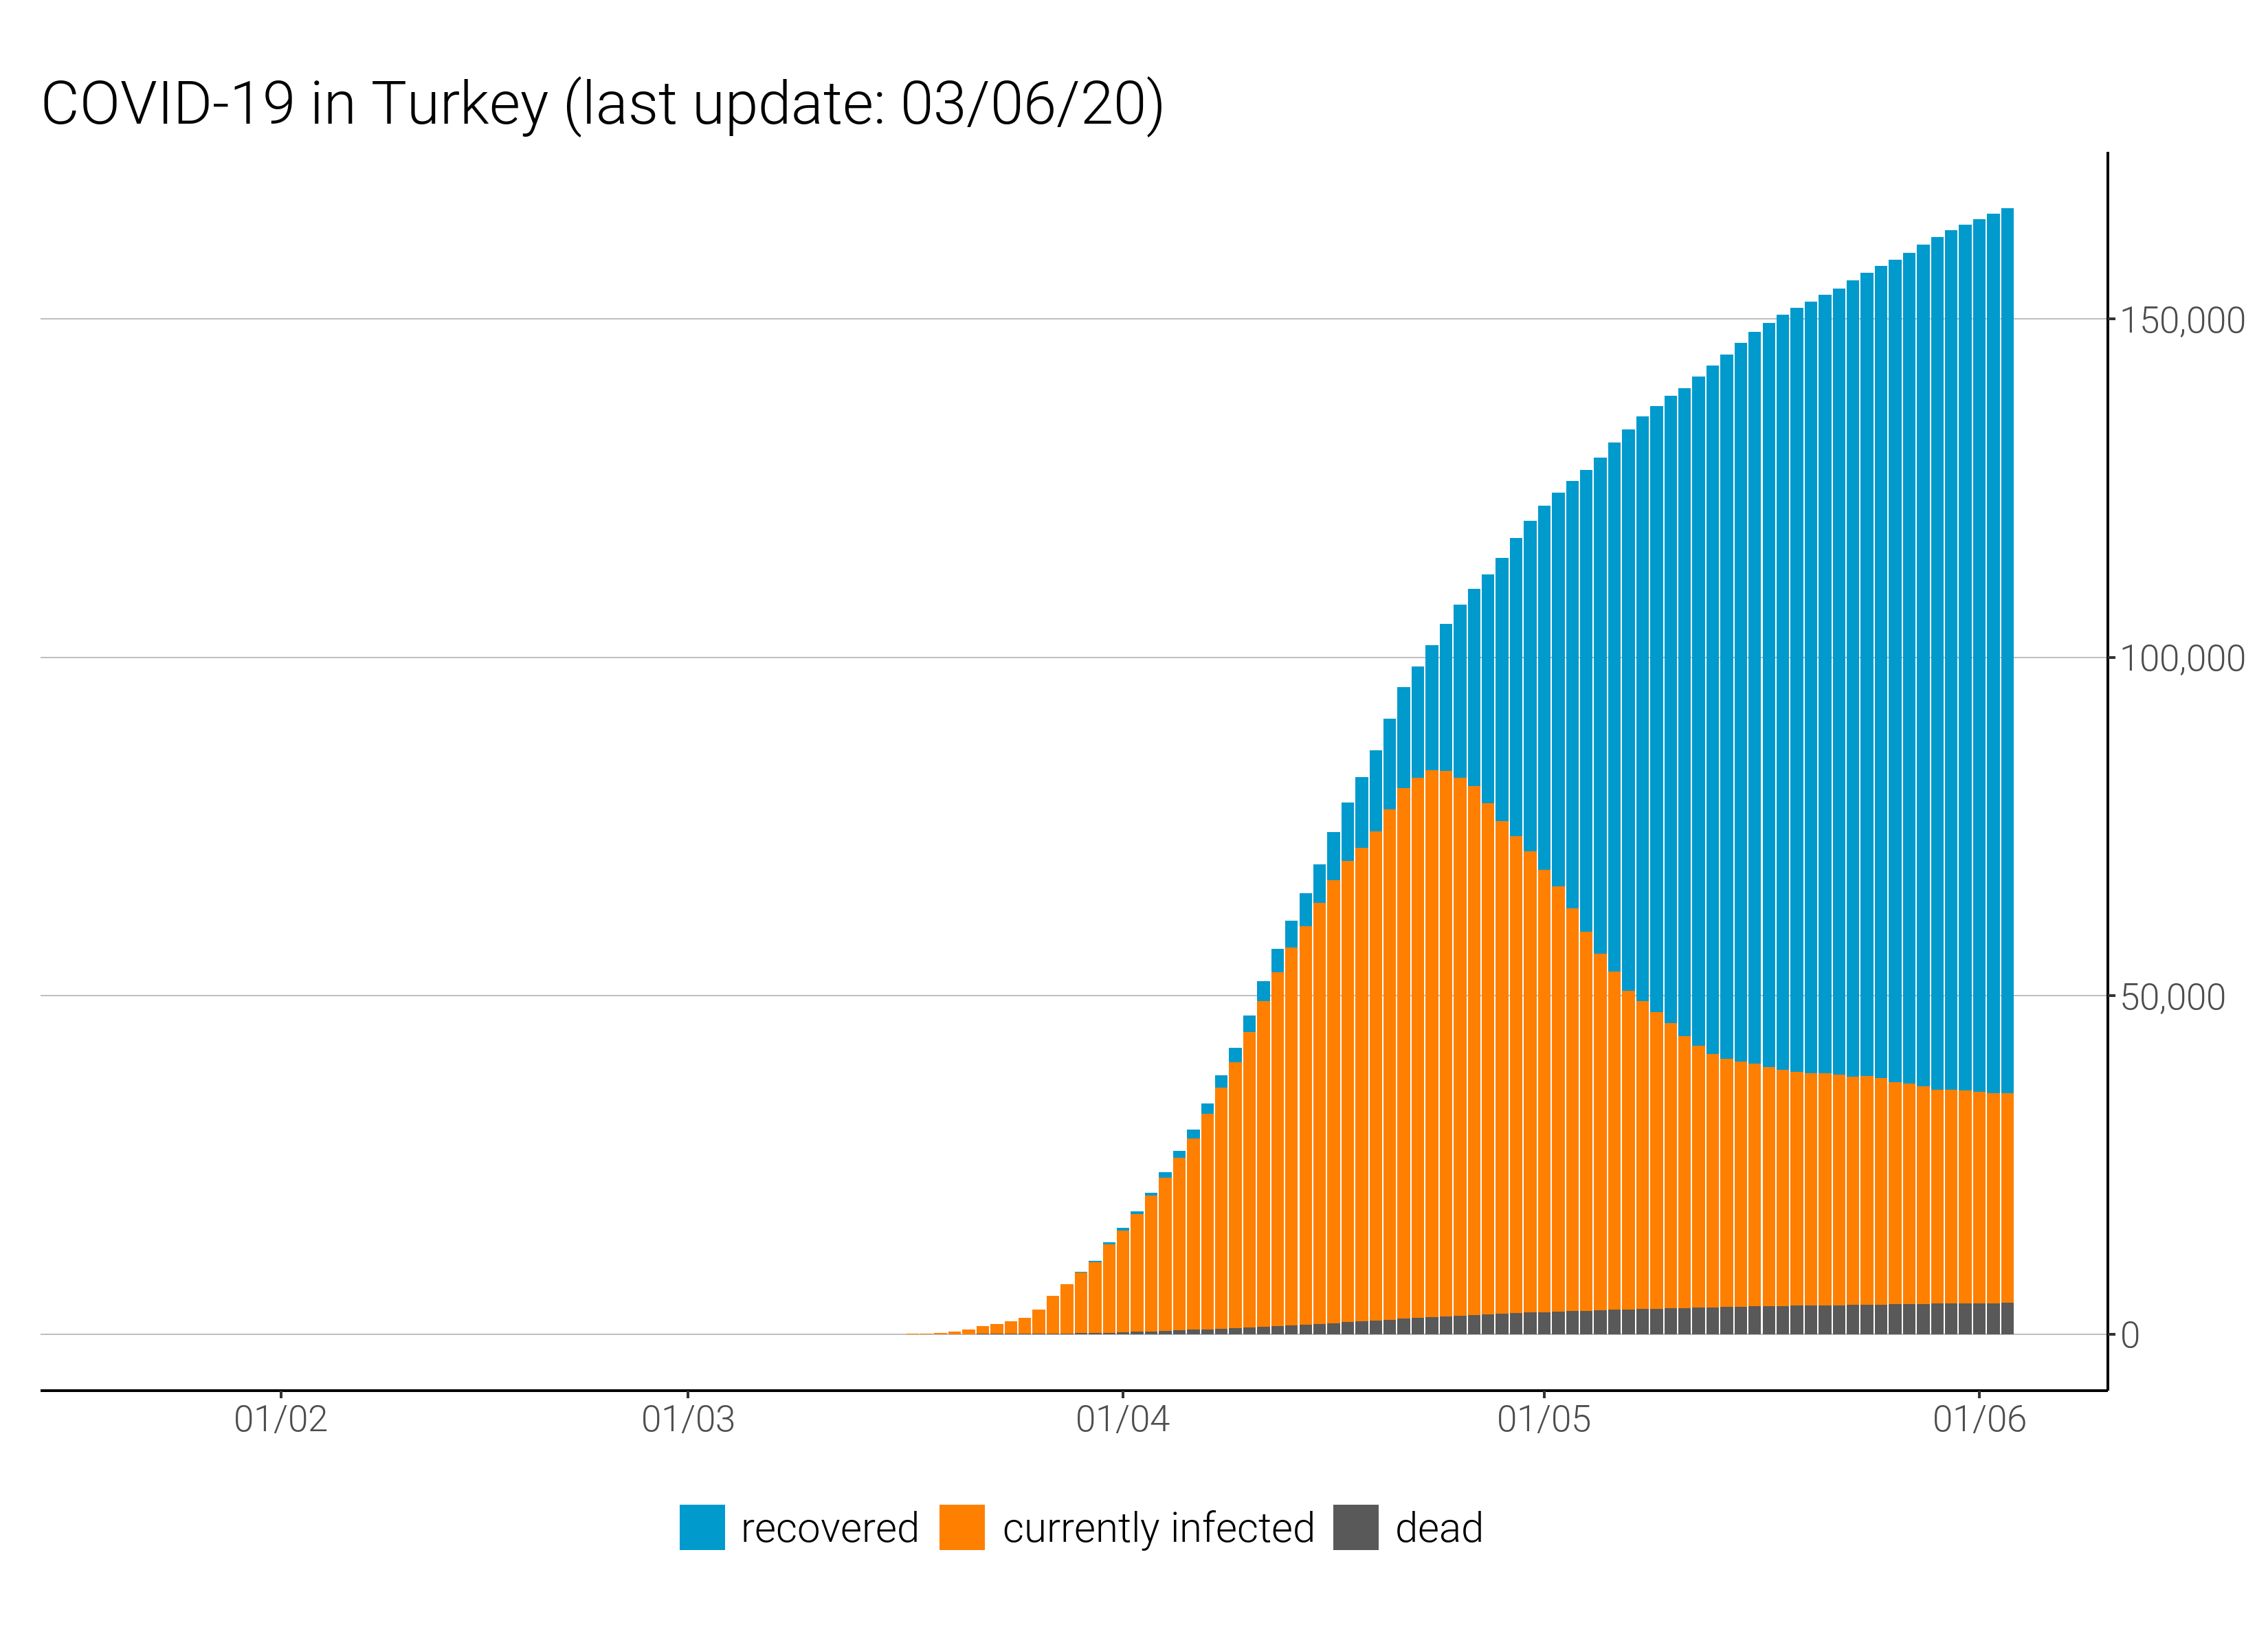 COVID-19 in Turkey (last update: 03/06/20)
150,000
100,000
50,000
0
01/02 01/03 01/04 01/05 01/06
recovered currently infected dead